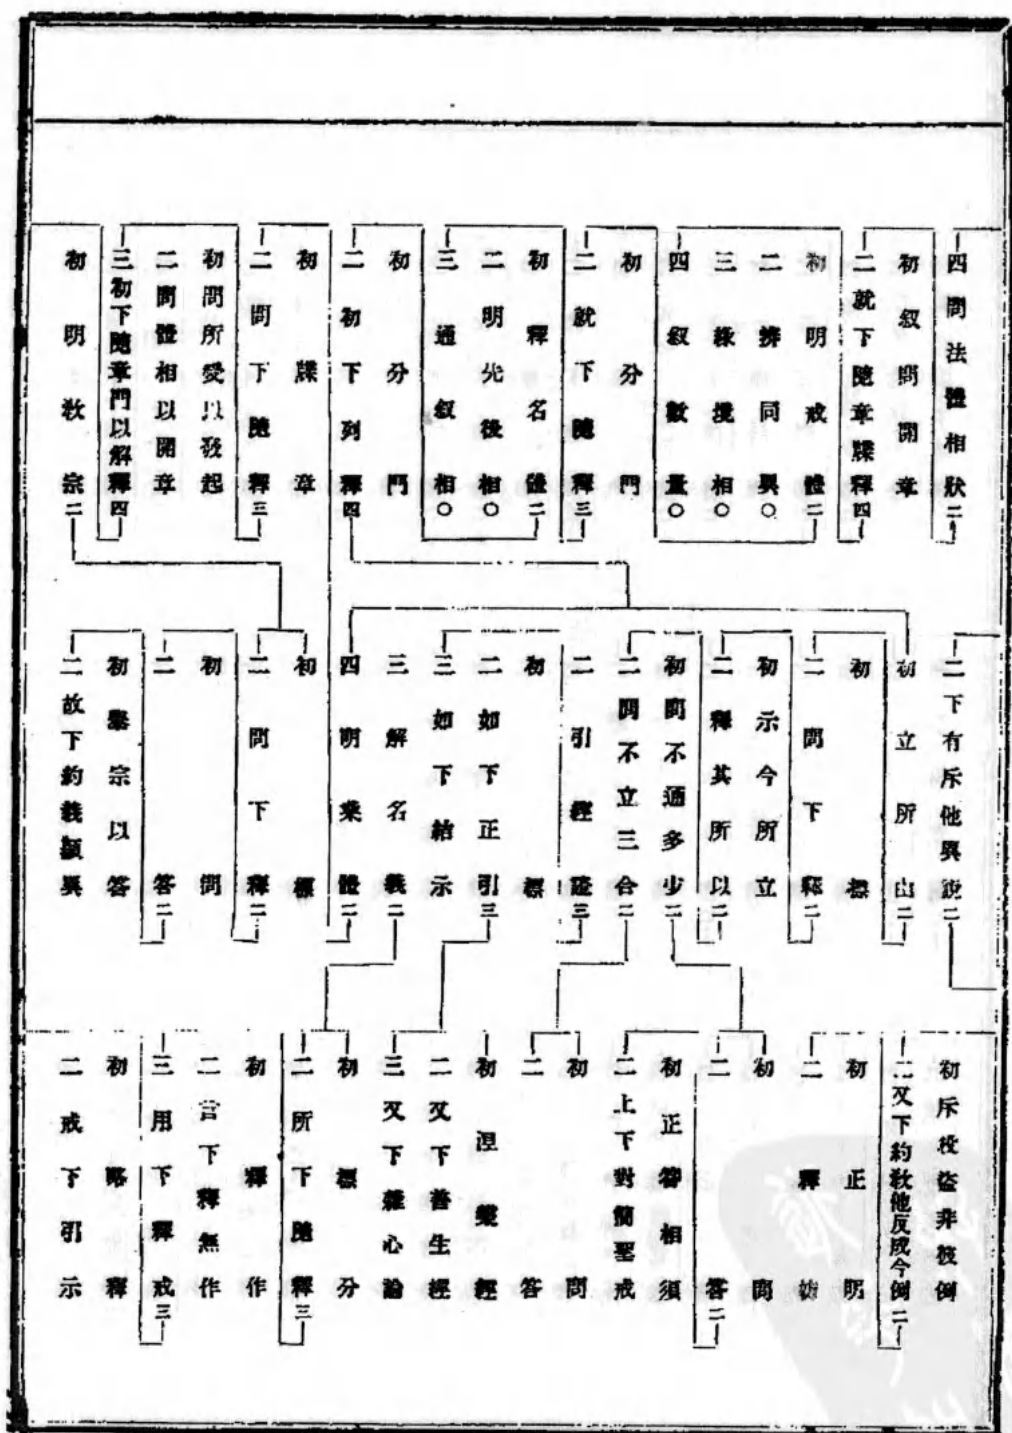 四問法體相狀二
初叙問開章
二就下隨章牒釋四
初明戒體二
二辨同異〇
三緣境相〇
四叙數量〇
初分門
二就下隨釋三
初釋名體二
二明先後相〇
三通叙相〇
初分門
二初下列釋四
初牒章
二問下隨釋三
初問所受以發起
二問體相以開章
三初下隨章門以解釋四
初明教宗二
二下有斥他異說二
初立所出二
初標
二問下釋二
初示今所立
二釋其所以二
初問不通多少二
二問不立三合二
二引經證三
初標
二如下正引三
三如下結示
三解名義二
四明業體二
初標
二問下釋二
初問
二答二
初舉宗以答
二故下約義顯異
初斥殺盜非彼例
二又下約教他反成今例二
初正明
二釋妨
初問
二答二
初正答相須
二上下對簡聖戒
初問
二答
初涅槃經
二又下善生經
三又下雜心論
初標分
二所下隨釋三
初釋作
二言下釋無作
三用下釋戒三
初略釋
二戒下引示